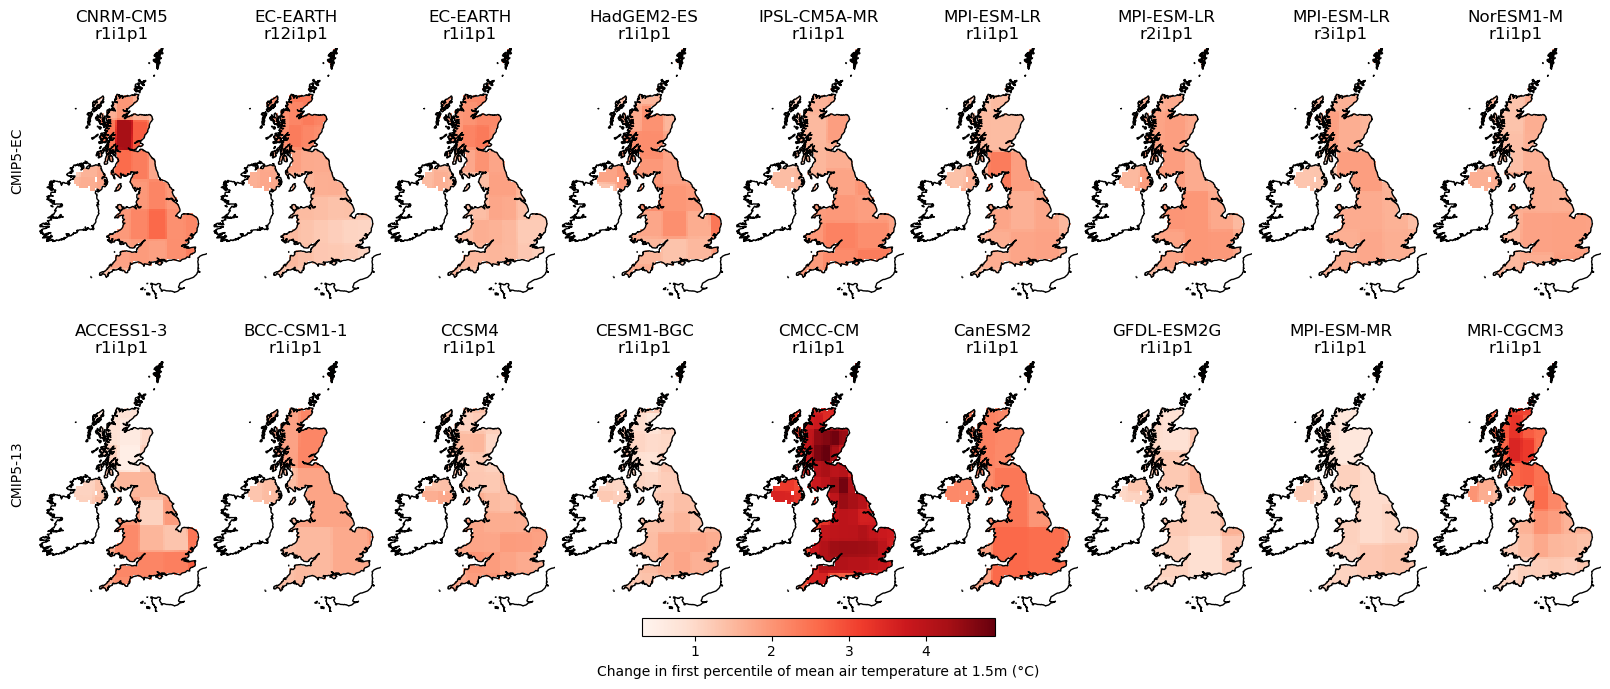 CNRM-CM5 EC-EARTH EC-EARTH HadGEM2-ES IPSL-CM5A-MR MPI-ESM-LR MPI-ESM-LR MPI-ESM-LR NorESM1-M
r1i1p1 r12i1p1 r1i1p1 r1i1p1 r1i1p1 r1i1p1 r2i1p1 r3i1p1 r1i1p1
CMIP5-EC
ACCESS1-3 BCC-CSM1-1 CCSM4 CESM1-BGC CMCC-CM CanESM2 GFDL-ESM2G MPI-ESM-MR MRI-CGCM3
r1i1p1 r1i1p1 r1i1p1 r1i1p1 r1i1p1 r1i1p1 r1i1p1 r1i1p1 r1i1p1
CMIP5-13
1 2 3 4
Change in first percentile of mean air temperature at 1.5m (°C)